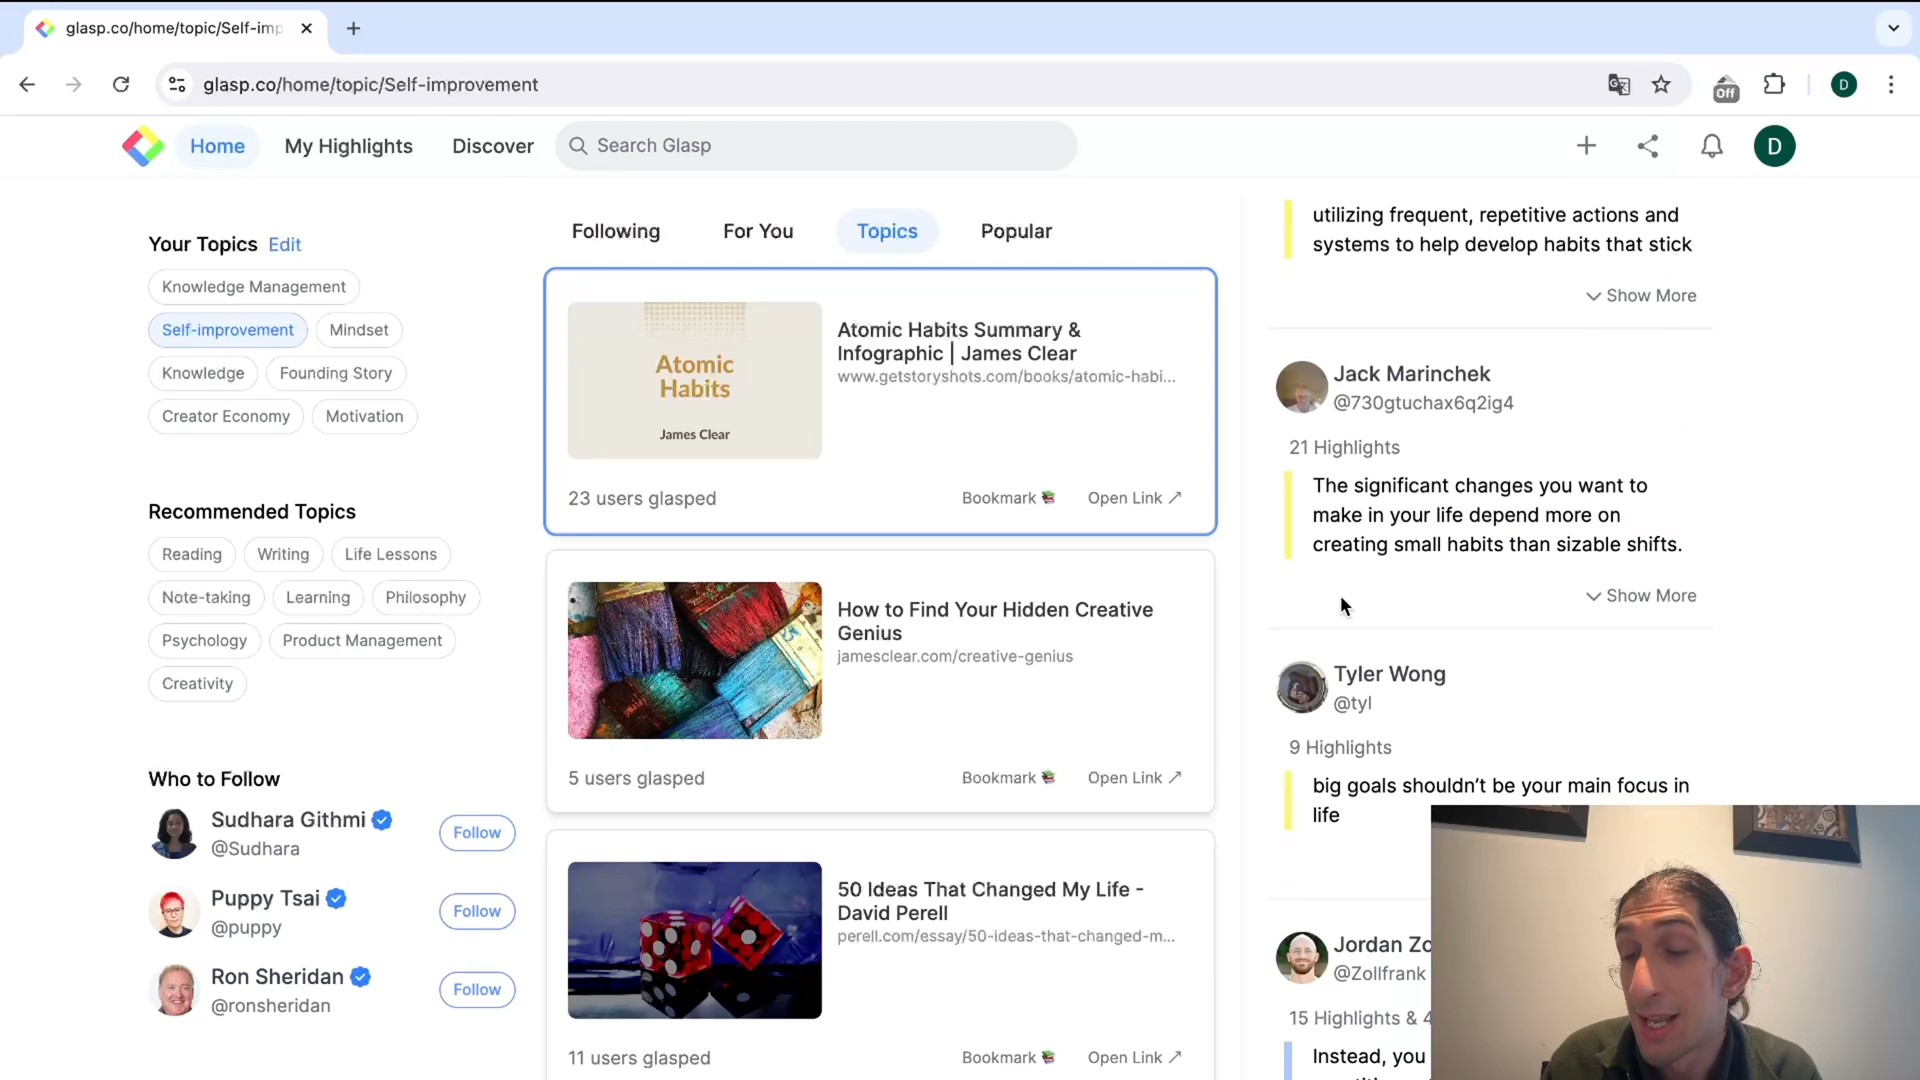 glasp.co/home/topic/Self-imp
glasp.co/home/topic/Self-improvement
Off
D
Home
My Highlights
Discover
Search Glasp
D
Your Topics Edit
Knowledge Management
Self-improvement
Mindset
Knowledge
Founding Story
Creator Economy
Motivation
Recommended Topics
Reading
Writing
Life Lessons
Note-taking
Learning
Philosophy
Psychology
Product Management
Creativity
Who to Follow
Sudhara Githmi
@Sudhara
Follow
Puppy Tsai
@puppy
Follow
Ron Sheridan
@ronsheridan
Follow
Following
For You
Topics
Popular
Atomic
Habits
James Clear
Atomic Habits Summary &
Infographic | James Clear
www.getstoryshots.com/books/atomic-habi...
23 users glasped
Bookmark
Open Link
How to Find Your Hidden Creative
Genius
jamesclear.com/creative-genius
5 users glasped
Bookmark
Open Link
50 Ideas That Changed My Life -
David Perell
perell.com/essay/50-ideas-that-changed-m...
11 users glasped
Bookmark
Open Link
utilizing frequent, repetitive actions and
systems to help develop habits that stick
Show More
Jack Marinchek
@730gtuchax6q2ig4
21 Highlights
The significant changes you want to
make in your life depend more on
creating small habits than sizable shifts.
Show More
Tyler Wong
@tyl
9 Highlights
big goals shouldn’t be your main focus in
life
Jordan Zo
@Zollfrank
15 Highlights & 4
Instead, you